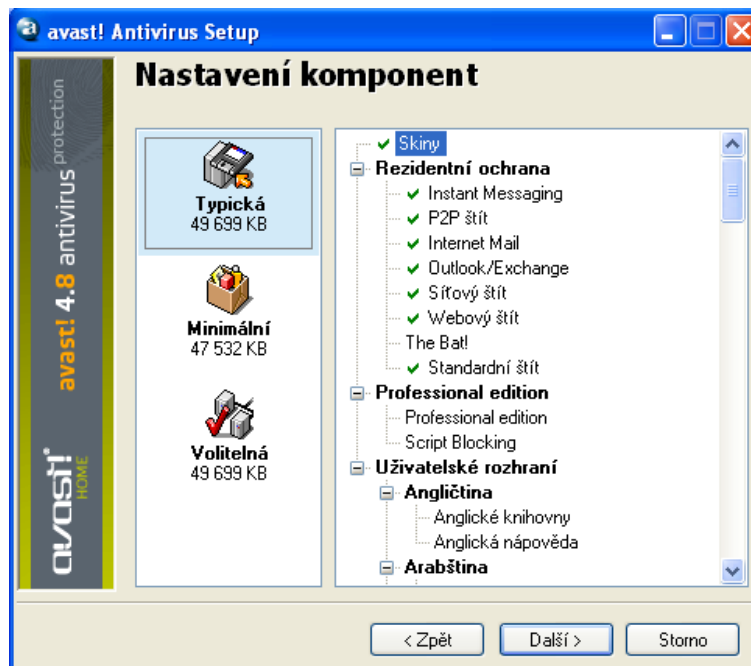 avast! Antivirus Setup
Nastavení komponent
avast! 4.8 antivirus protection
avast!
HOME
Typická
49 699 KB
Minimální
47 532 KB
Volitelná
49 699 KB
Skiny
Rezidentní ochrana
Instant Messaging
P2P štít
Internet Mail
Outlook/Exchange
Síťový štít
Webový štít
The Bat!
Standardní štít
Professional edition
Professional edition
Script Blocking
Uživatelské rozhraní
Angličtina
Anglické knihovny
Anglická nápověda
Arabština
< Zpět
Další >
Storno